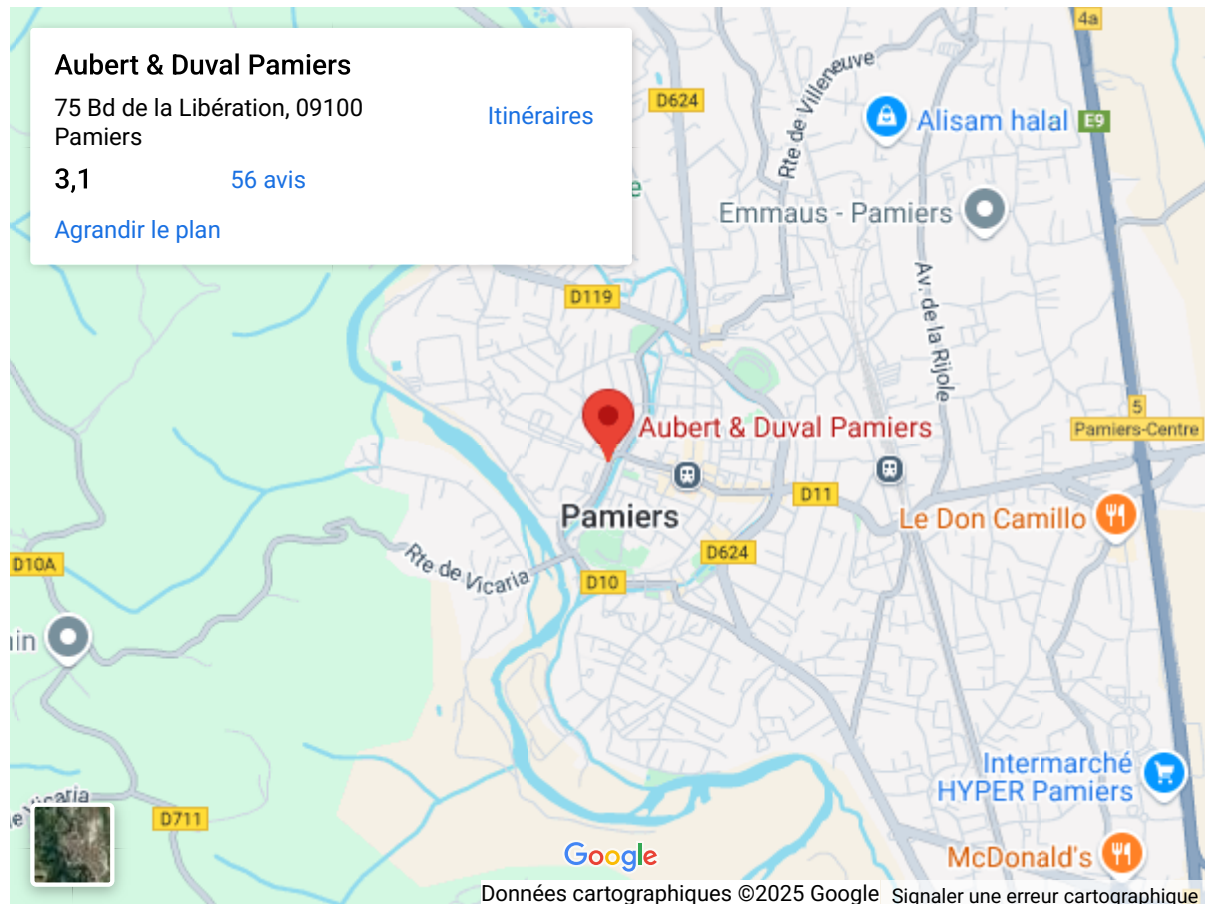 Aubert & Duval Pamiers
75 Bd de la Libération, 09100
Pamiers
Itinéraires
3,1
56 avis
Agrandir le plan
4a
D624
Rte de Villeneuve
Alisam halal
E9
Emmaus - Pamiers
D119
Av. de la Rijole
5
Pamiers-Centre
Aubert & Duval Pamiers
D11
Pamiers
Le Don Camillo
D624
D10A
Rte de Vicaria
D10
Intermarché
HYPER Pamiers
Vicaria
D711
McDonald's
Google
Données cartographiques ©2025 Google
Signaler une erreur cartographique